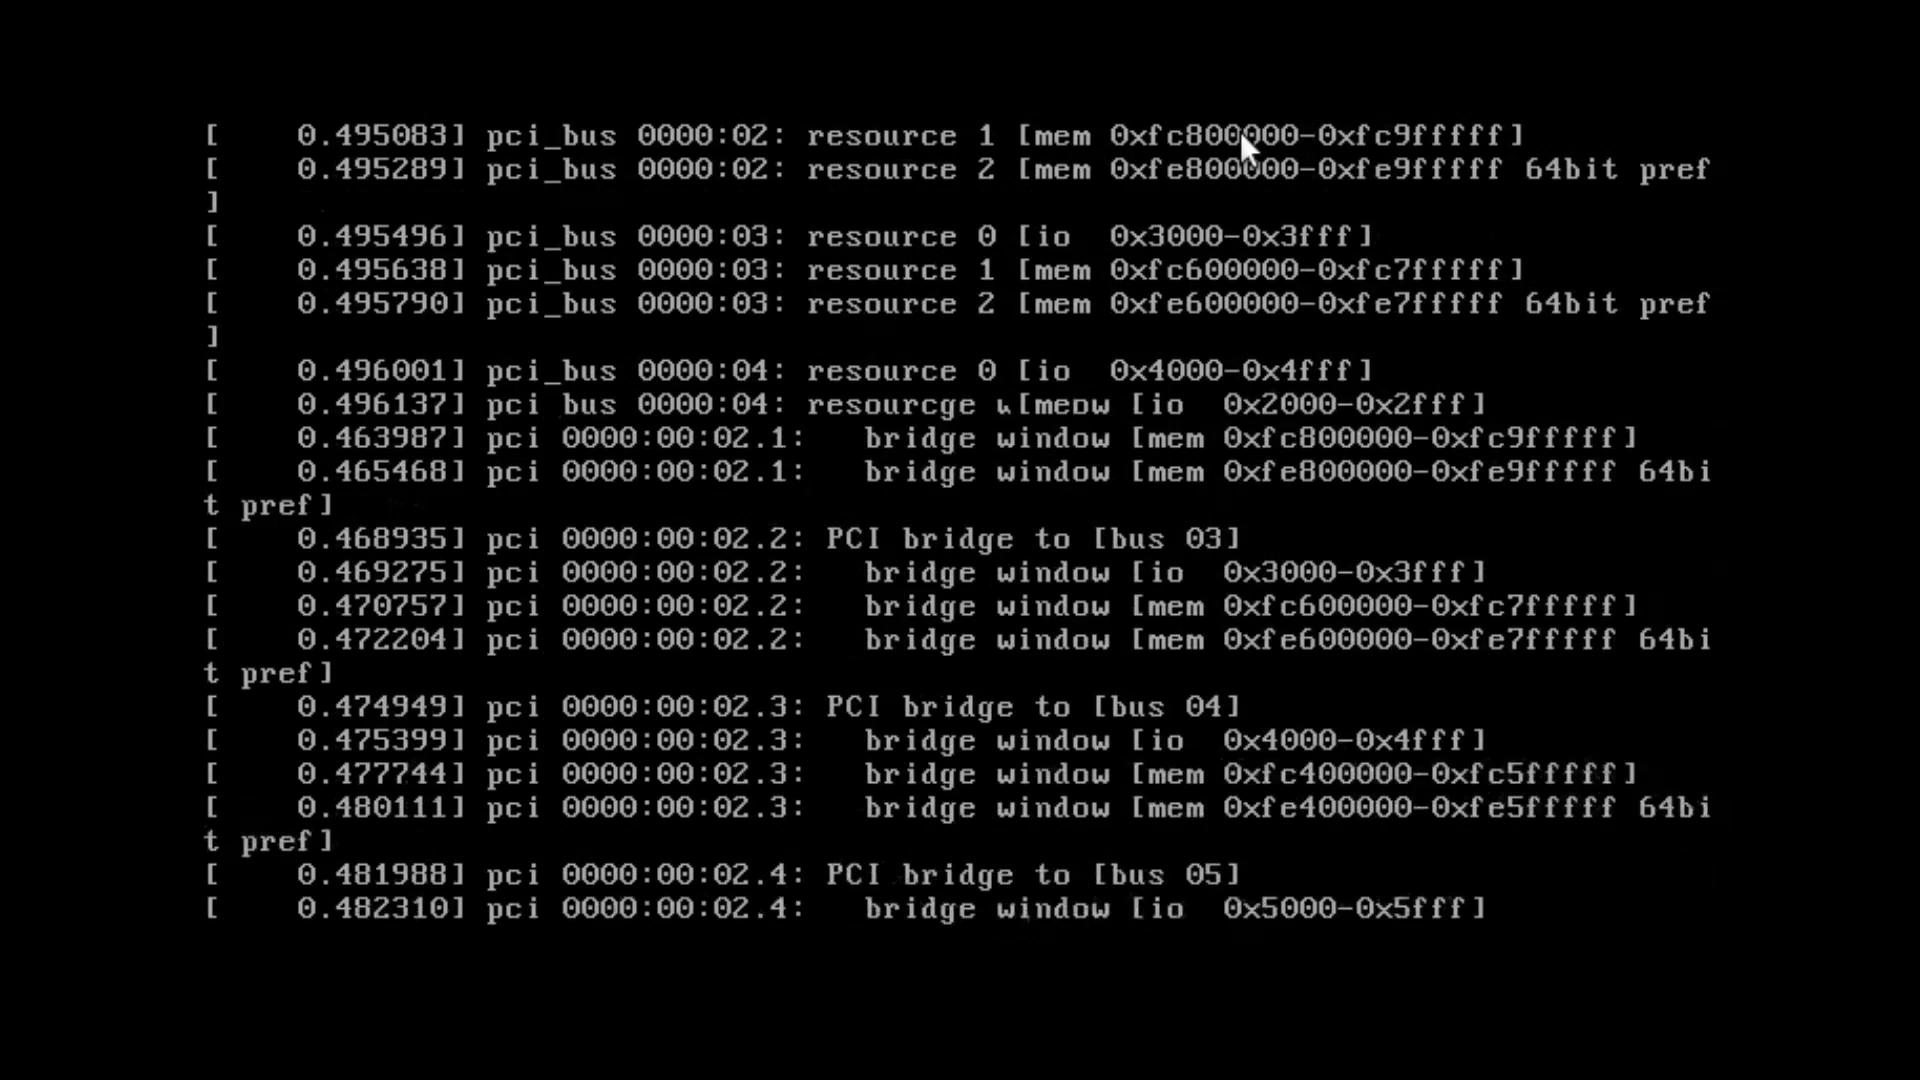 [    0.495083] pci_bus 0000:02: resource 1 [mem 0xfc800000-0xfc9fffff]
[    0.495289] pci_bus 0000:02: resource 2 [mem 0xfe800000-0xfe9fffff 64bit pref
]
[    0.495496] pci_bus 0000:03: resource 0 [io  0x3000-0x3fff]
[    0.495638] pci_bus 0000:03: resource 1 [mem 0xfc600000-0xfc7fffff]
[    0.495790] pci_bus 0000:03: resource 2 [mem 0xfe600000-0xfe7fffff 64bit pref
]
[    0.496001] pci_bus 0000:04: resource 0 [io  0x4000-0x4fff]
[    0.496137] pci bus 0000:04: [io  0x2000-0x2fff]
[    0.463987] pci 0000:00:02.1:   bridge window [mem 0xfc800000-0xfc9fffff]
[    0.465468] pci 0000:00:02.1:   bridge window [mem 0xfe800000-0xfe9fffff 64bi
t pref]
[    0.468935] pci 0000:00:02.2: PCI bridge to [bus 03]
[    0.469275] pci 0000:00:02.2:   bridge window [io  0x3000-0x3fff]
[    0.470757] pci 0000:00:02.2:   bridge window [mem 0xfc600000-0xfc7fffff]
[    0.472204] pci 0000:00:02.2:   bridge window [mem 0xfe600000-0xfe7fffff 64bi
t pref]
[    0.474949] pci 0000:00:02.3: PCI bridge to [bus 04]
[    0.475399] pci 0000:00:02.3:   bridge window [io  0x4000-0x4fff]
[    0.477744] pci 0000:00:02.3:   bridge window [mem 0xfc400000-0xfc5fffff]
[    0.480111] pci 0000:00:02.3:   bridge window [mem 0xfe400000-0xfe5fffff 64bi
t pref]
[    0.481988] pci 0000:00:02.4: PCI bridge to [bus 05]
[    0.482310] pci 0000:00:02.4:   bridge window [io  0x5000-0x5fff]